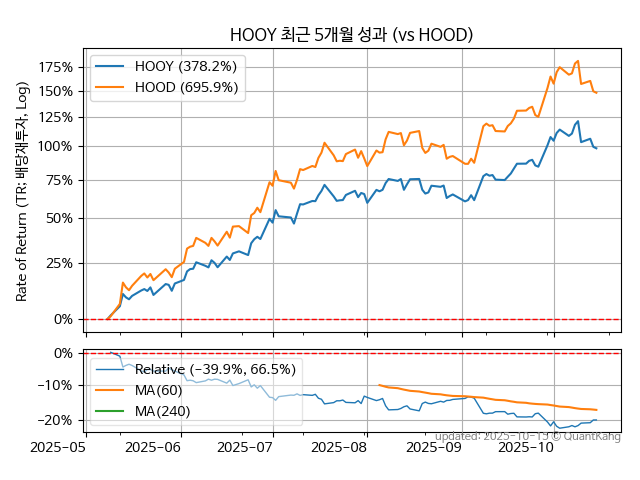 HOOY 최근 5개월 성과 (vs HOOD)
Rate of Return (TR: 배당재투자, Log)
175%
150%
125%
100%
75%
50%
25%
0%
HOOY (378.2%)
HOOD (695.9%)
0%
−10%
−20%
Relative (−39.9%, 66.5%)
MA(60)
MA(240)
2025−05
2025−06
2025−07
2025−08
2025−09
2025−10
updated: 2025−10−15 © QuantKang